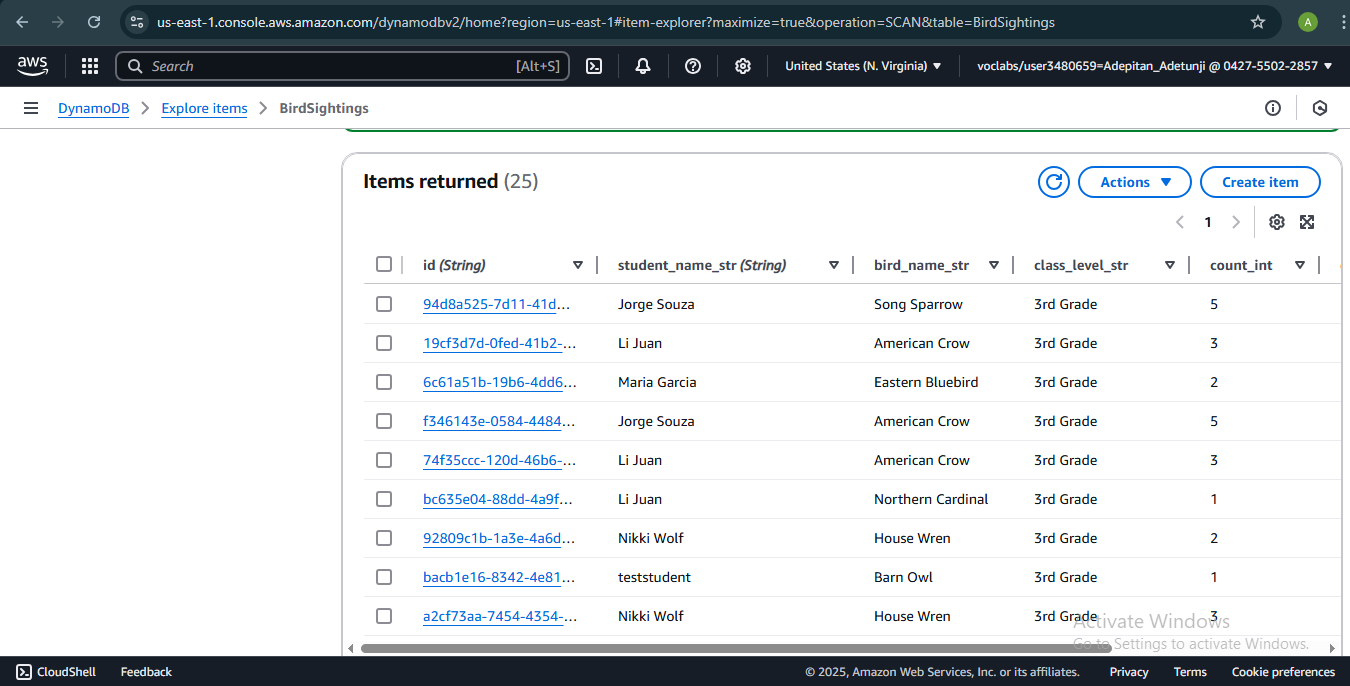 us-east-1.console.aws.amazon.com/dynamodbv2/home?region=us-east-1#item-explorer?maximize=true&operation=SCAN&table=BirdSightings A
aws Search [Alt+S] United States (N. Virginia) voclabs/user3480659=Adepitan_Adetunji @ 0427-5502-2857
DynamoDB Explore items BirdSightings
Items returned (25) Actions Create item
1
id (String) student_name_str (String) bird_name_str class_level_str count_int
94d8a525-7d11-41d... Jorge Souza Song Sparrow 3rd Grade 5
19cf3d7d-0fed-41b2-... Li Juan American Crow 3rd Grade 3
6c61a51b-19b6-4dd6... Maria Garcia Eastern Bluebird 3rd Grade 2
f346143e-0584-4484... Jorge Souza American Crow 3rd Grade 5
74f35ccc-120d-46b6-... Li Juan American Crow 3rd Grade 3
bc635e04-88dd-4a9f... Li Juan Northern Cardinal 3rd Grade 1
92809c1b-1a3e-4a6d... Nikki Wolf House Wren 3rd Grade 2
bacb1e16-8342-4e81... teststudent Barn Owl 3rd Grade 1
a2cf73aa-7454-4354-... Nikki Wolf House Wren 3rd Grade 3
Activate Windows
Go to Settings to activate Windows.
CloudShell Feedback © 2025, Amazon Web Services, Inc. or its affiliates. Privacy Terms Cookie preferences